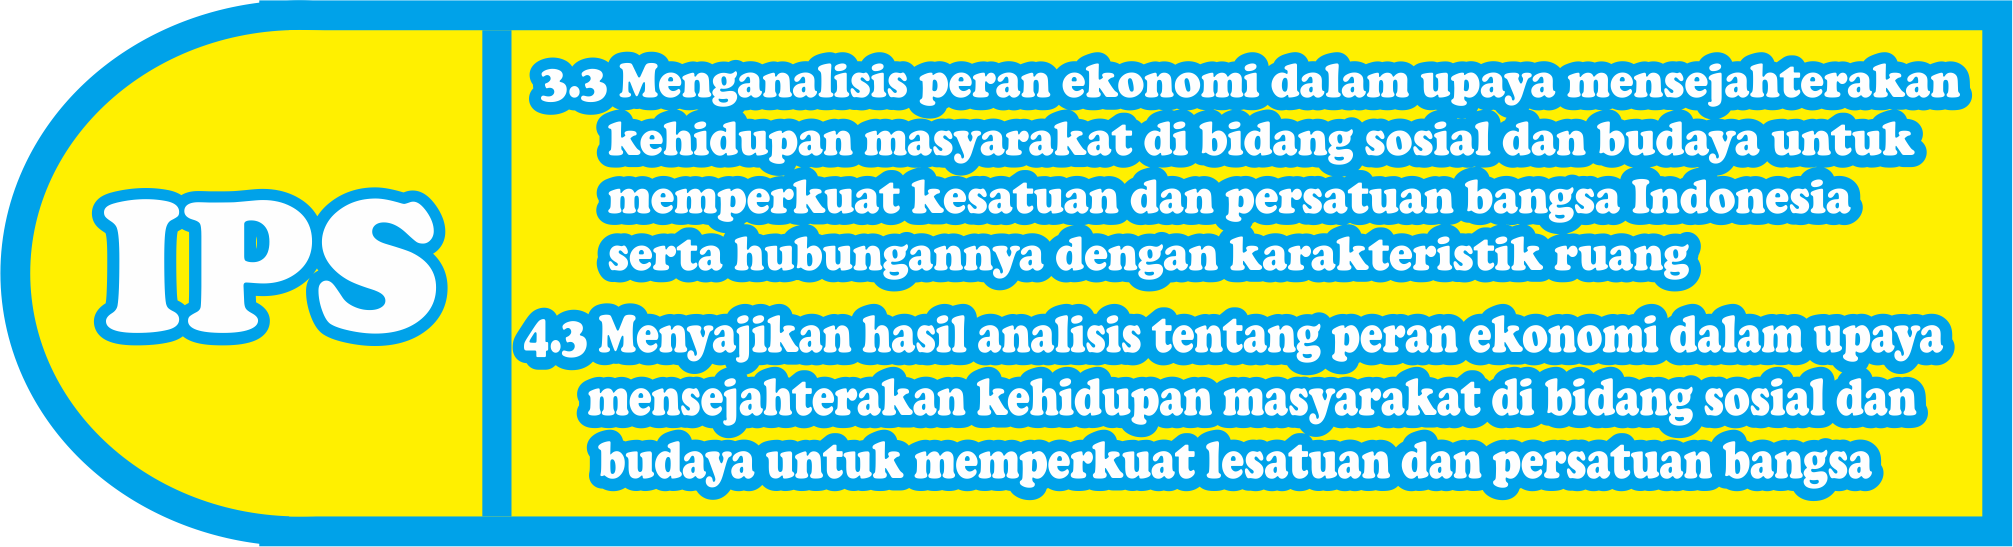 IPS
3.3 Menganalisis peran ekonomi dalam upaya mensejahterakan
kehidupan masyarakat di bidang sosial dan budaya untuk
memperkuat kesatuan dan persatuan bangsa Indonesia
serta hubungannya dengan karakteristik ruang
4.3 Menyajikan hasil analisis tentang peran ekonomi dalam upaya
mensejahterakan kehidupan masyarakat di bidang sosial dan
budaya untuk memperkuat lesatuan dan persatuan bangsa